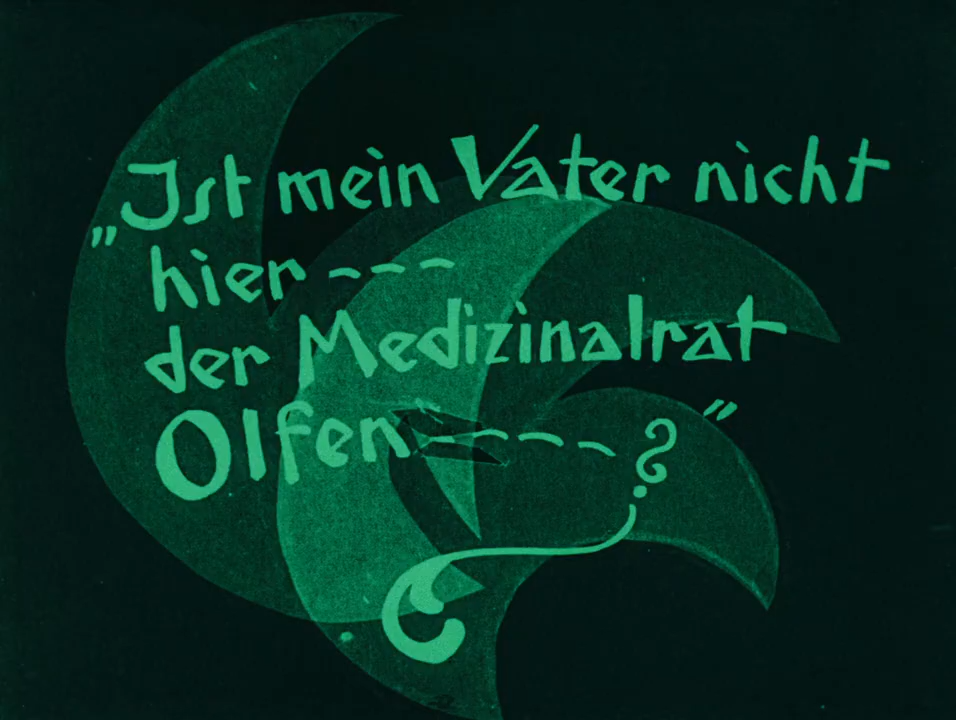 „Ist mein Vater nicht
hier - - -
der Medizinalrat
Olfen - - - - ?"